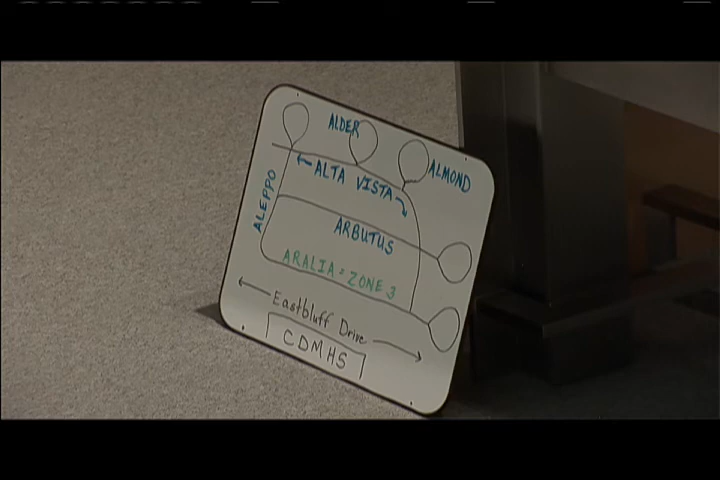 ALDER
ALMOND
ALTA VISTA
ALEPPO
ARBUTUS
ARALIA = ZONE 3
Eastbluff Drive
CDMHS